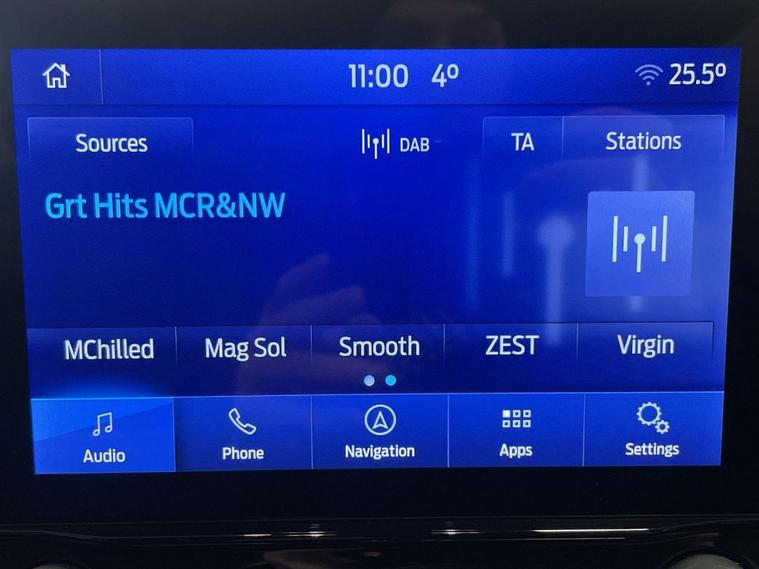 11:00 4º 25.5º
Sources DAB TA Stations
Grt Hits MCR&NW
MChilled Mag Sol Smooth ZEST Virgin
Audio Phone Navigation Apps Settings